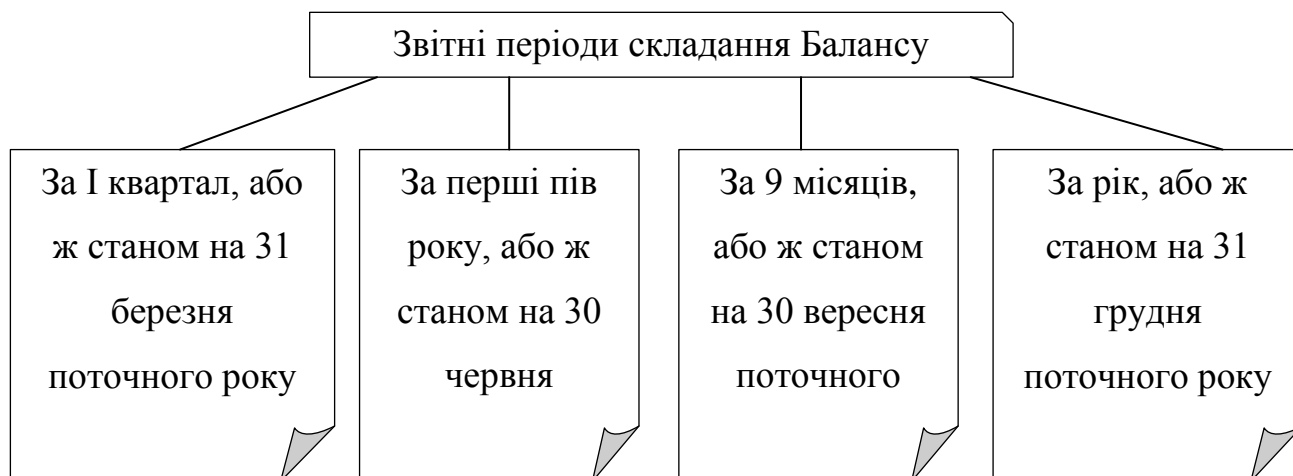 Звітні періоди складання Балансу
За І квартал, або
ж станом на 31
березня
поточного року
За перші пів
року, або ж
станом на 30
червня
За 9 місяців,
або ж станом
на 30 вересня
поточного
За рік, або ж
станом на 31
грудня
поточного року